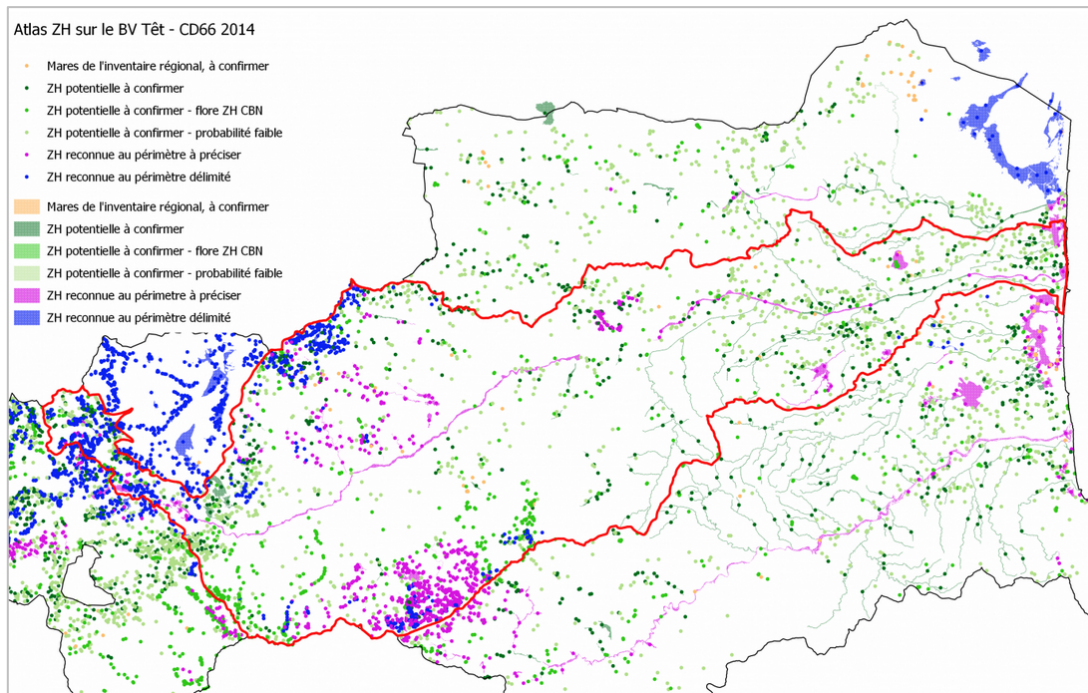 Atlas ZH sur le BV Têt - CD66 2014
Mares de l'inventaire régional, à confirmer
ZH potentielle à confirmer
ZH potentielle à confirmer - flore ZH CBN
ZH potentielle à confirmer - probabilité faible
ZH reconnue au périmètre à préciser
ZH reconnue au périmètre délimité
Mares de l'inventaire régional, à confirmer
ZH potentielle à confirmer
ZH potentielle à confirmer - flore ZH CBN
ZH potentielle à confirmer - probabilité faible
ZH reconnue au périmetre à préciser
ZH reconnue au périmètre délimité